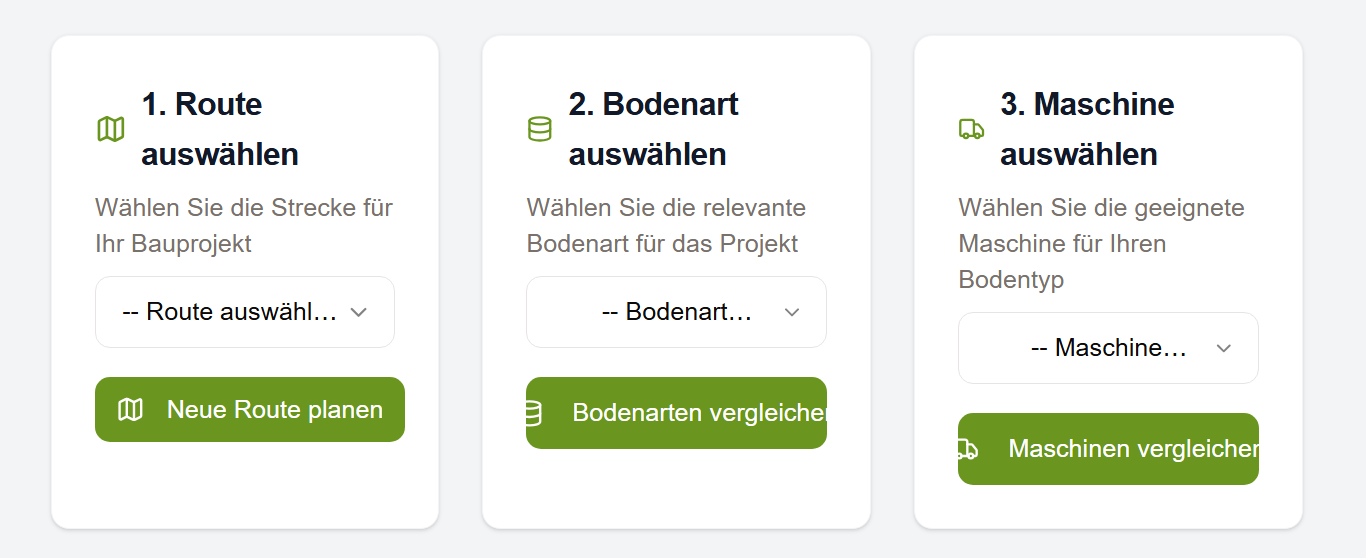 1. Route
auswählen
Wählen Sie die Strecke für
Ihr Bauprojekt
-- Route auswähl...
Neue Route planen
2. Bodenart
auswählen
Wählen Sie die relevante
Bodenart für das Projekt
-- Bodenart...
Bodenarten vergleichen
3. Maschine
auswählen
Wählen Sie die geeignete
Maschine für Ihren
Bodentyp
-- Maschine...
Maschinen vergleichen